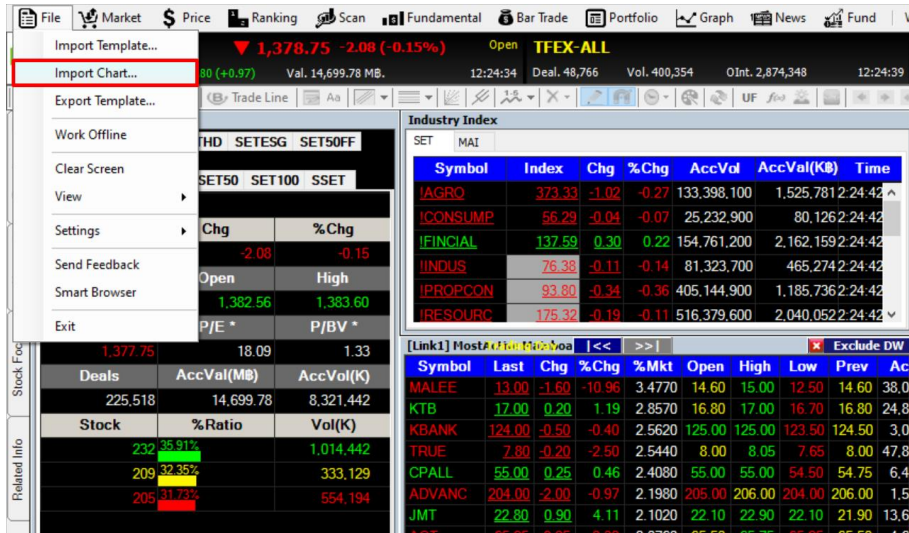 File Market $ Price Ranking Scan Fundamental Bar Trade Portfolio Graph News Fund
Import Template...
Import Chart...
Export Template...
Work Offline
Clear Screen
View
Settings
Send Feedback
Smart Browser
Exit
1,378.75 -2.08 (-0.15%) Open TFEX-ALL
80 (+0.97) Val. 14,699.78 MB. 12:24:34 Deal. 48,766 Vol. 400,354 OInt. 2,874,348 12:24:39
Trade Line Aa UF f(x)
THD SETESG SET50FF
SET50 SET100 SSET
Chg %Chg
-2.08 -0.15
Open High
1,382.56 1,383.60
P/E * P/BV *
1,377.75 18.09 1.33
Deals AccVal(M฿) AccVol(K)
225,518 14,699.78 8,321,442
Stock %Ratio Vol(K)
232 35.91% 1,014,442
209 32.35% 333,129
205 31.73% 554,194
Related Info
Industry Index
SET MAI
Symbol Index Chg %Chg AccVol AccVal(K฿) Time
!AGRO 373.33 -1.02 -0.27 133,398,100 1,525,781 2:24:42
!CONSUMP 56.29 -0.04 -0.07 25,232,900 80,126 2:24:42
!FINCIAL 137.59 0.30 0.22 154,761,200 2,162,159 2:24:42
!INDUS 76.38 -0.11 -0.14 81,323,700 465,274 2:24:42
!PROPCON 93.80 -0.34 -0.36 405,144,900 1,185,736 2:24:42
!RESOURC 175.32 -0.19 -0.11 516,379,600 2,040,052 2:24:42
[Link1] Most << >> Exclude DW
Symbol Last Chg %Chg %Mkt Open High Low Prev Ac
MALEE 13.00 -1.60 -10.96 3.4770 14.60 15.00 12.50 14.60 38,0
KTB 17.00 0.20 1.19 2.8570 16.80 17.00 16.70 16.80 24,8
KBANK 124.00 -0.50 -0.40 2.5620 125.00 125.00 123.50 124.50 3,0
TRUE 7.80 -0.20 -2.50 2.5440 8.00 8.05 7.65 8.00 47,8
CPALL 55.00 0.25 0.46 2.4080 55.00 55.00 54.50 54.75 6,4
ADVANC 204.00 -2.00 -0.97 2.1980 205.00 206.00 204.00 206.00 1,5
JMT 22.80 0.90 4.11 2.1020 22.10 22.90 22.10 21.90 13,6